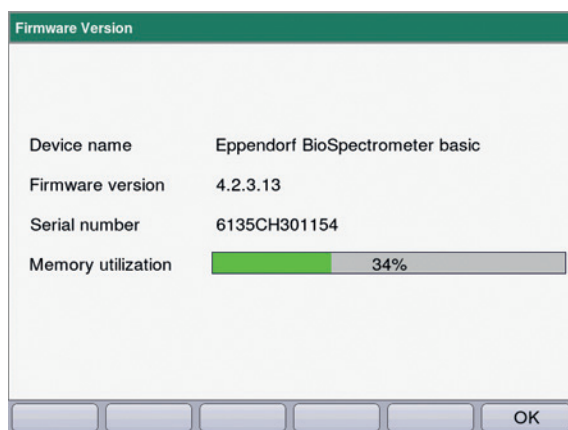 Firmware Version
Device name Eppendorf BioSpectrometer basic
Firmware version 4.2.3.13
Serial number 6135CH301154
Memory utilization 34%
OK